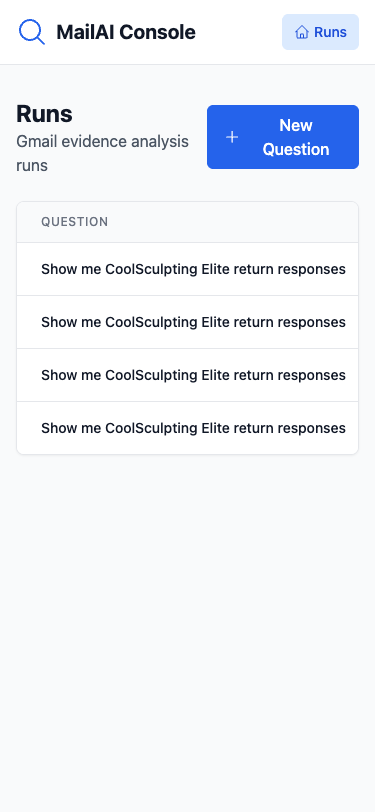 MailAI Console
Runs
Runs
Gmail evidence analysis
runs
New
Question
QUESTION
Show me CoolSculpting Elite return responses
Show me CoolSculpting Elite return responses
Show me CoolSculpting Elite return responses
Show me CoolSculpting Elite return responses